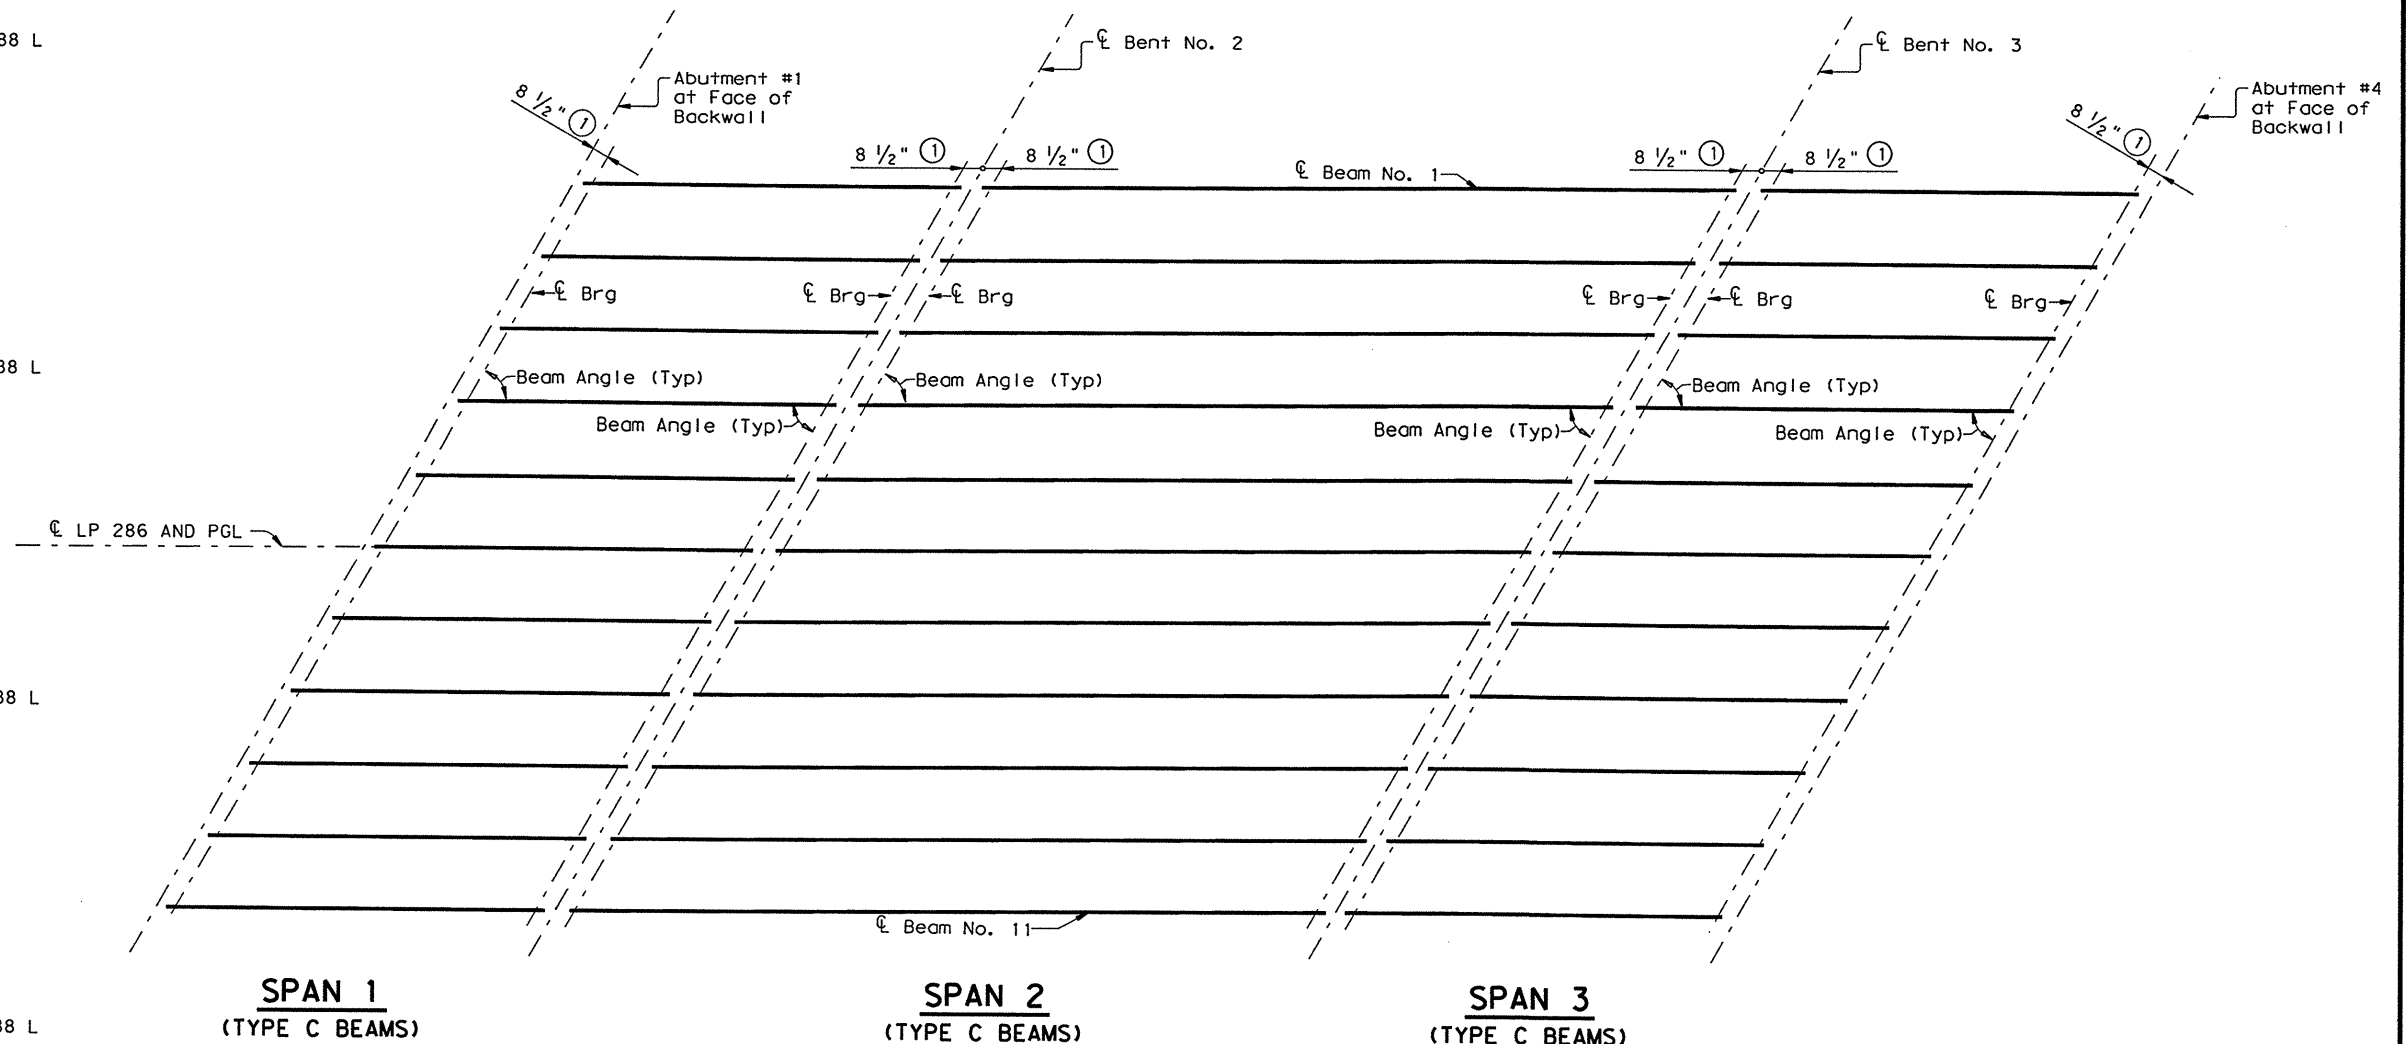 38 L
℄ Bent No. 2
℄ Bent No. 3
Abutment #1
at Face of
Backwall
Abutment #4
at Face of
Backwall
8 ½" ①
8 ½" ①
8 ½" ①
8 ½" ①
8 ½" ①
8 ½" ①
℄ Beam No. 1
℄ Brg
℄ Brg
℄ Brg
℄ Brg
℄ Brg
℄ Brg
38 L
Beam Angle (Typ)
Beam Angle (Typ)
Beam Angle (Typ)
Beam Angle (Typ)
Beam Angle (Typ)
Beam Angle (Typ)
℄ LP 286 AND PGL
38 L
℄ Beam No. 11
SPAN 1
(TYPE C BEAMS)
SPAN 2
(TYPE C BEAMS)
SPAN 3
(TYPE C BEAMS)
38 L